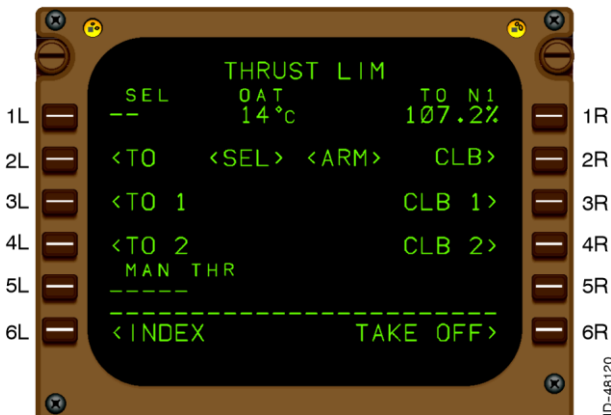 THRUST LIM
SEL OAT TO N1
1L -- 14°C 107.2% 1R
2L <TO <SEL> <ARM> CLB> 2R
3L <TO 1 CLB 1> 3R
4L <TO 2 CLB 2> 4R
MAN THR
5L ----- 5R
------------------------
6L <INDEX TAKE OFF> 6R
ID-48120